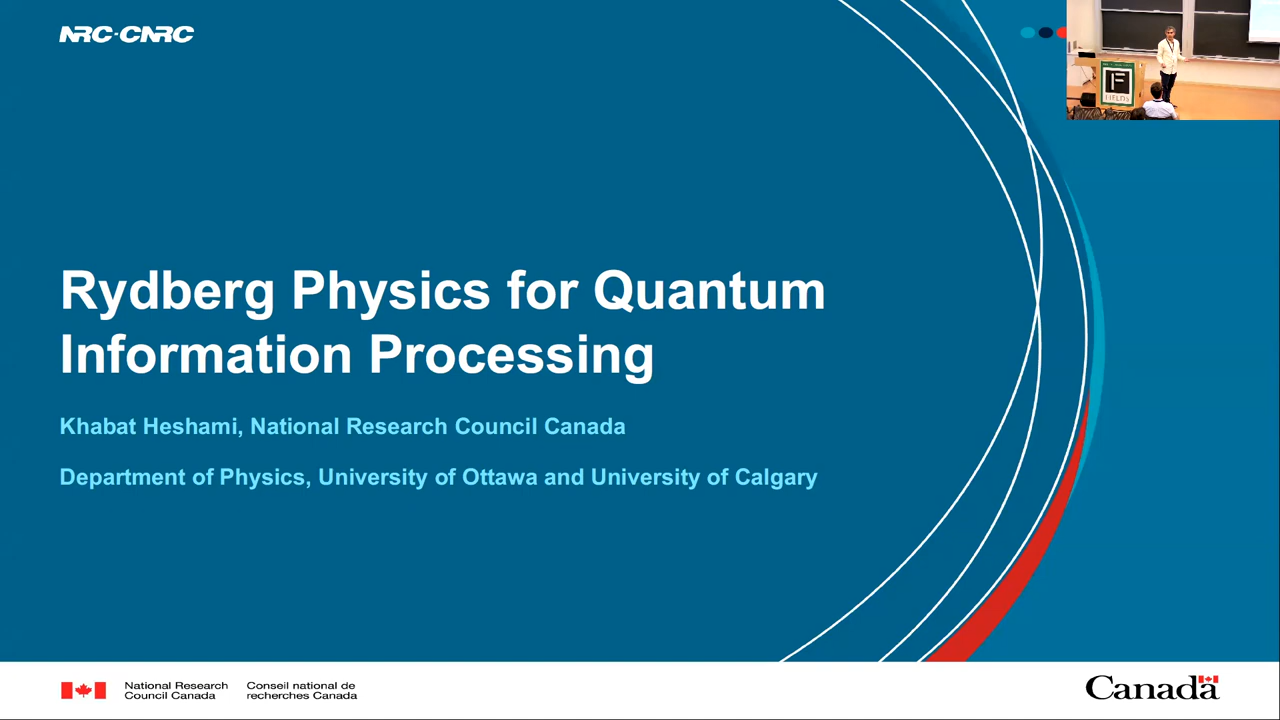 NRC·CNRC
Rydberg Physics for Quantum
Information Processing
Khabat Heshami, National Research Council Canada
Department of Physics, University of Ottawa and University of Calgary
National Research
Council Canada
Conseil national de
recherches Canada
Canada
F
FIELDS